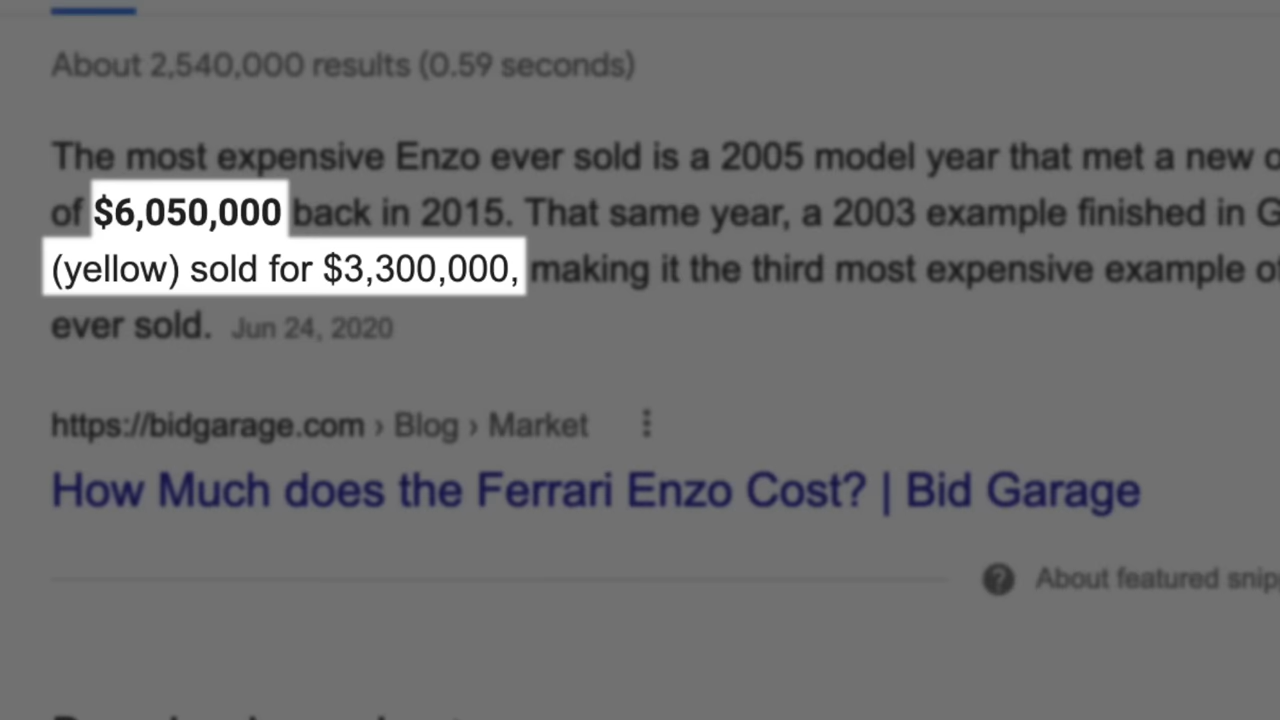 About 2,540,000 results (0.59 seconds)
The most expensive Enzo ever sold is a 2005 model year that met a new
of $6,050,000 back in 2015. That same year, a 2003 example finished in G
(yellow) sold for $3,300,000, making it the third most expensive example of
ever sold. Jun 24, 2020
https://bidgarage.com › Blog › Market
How Much does the Ferrari Enzo Cost? | Bid Garage
About featured snip